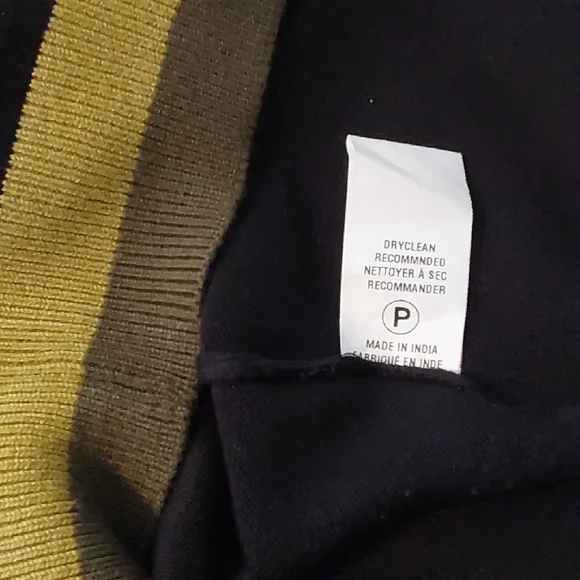 DRYCLEAN
RECOMMNDED
NETTOYER À SEC
RECOMMANDER
P
MADE IN INDIA
FABRIQUÉ EN INDE